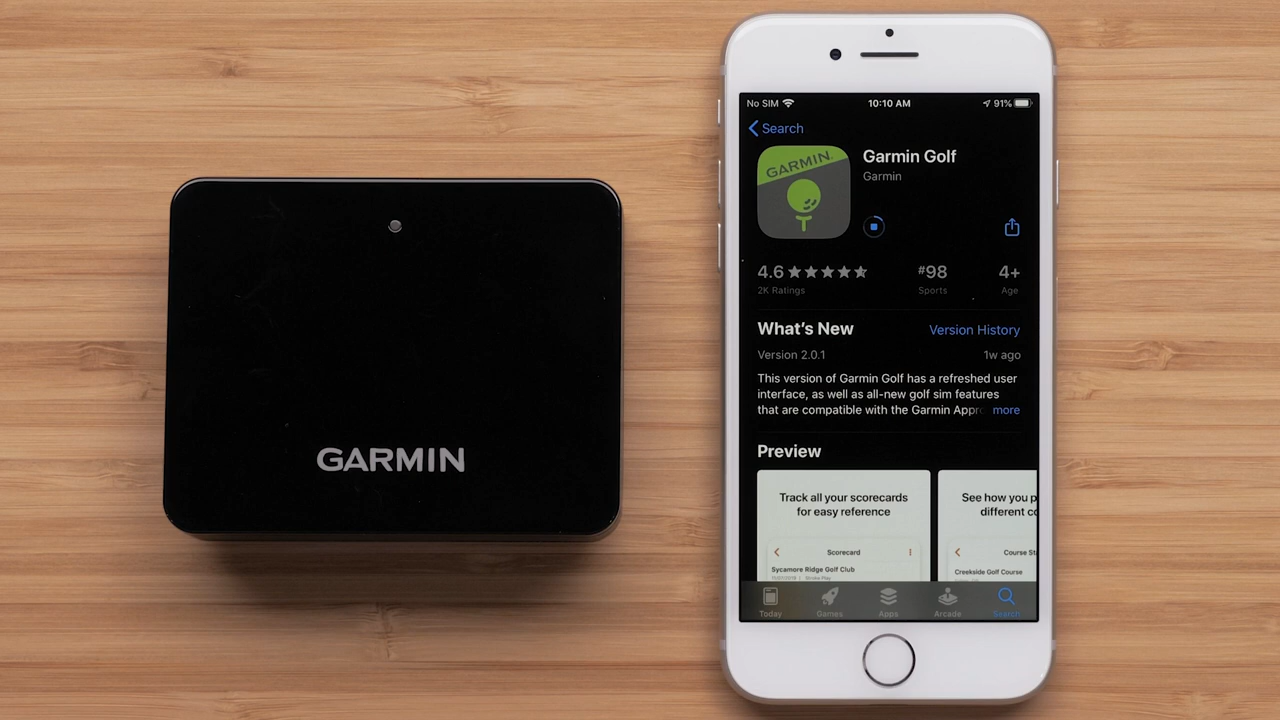 GARMIN
No SIM
10:10 AM
91%
Search
GARMIN
Garmin Golf
Garmin
4.6
#98
4+
2K Ratings
Sports
Age
What's New
Version History
Version 2.0.1
1w ago
This version of Garmin Golf has a refreshed user
interface, as well as all-new golf sim features
that are compatible with the Garmin Appr more
Preview
Track all your scorecards
for easy reference
See how you p
different co
Scorecard
Course St
Sycamore Ridge Golf Club
Creekside Golf Course
Stroke Play
Today
Games
Apps
Arcade
Search